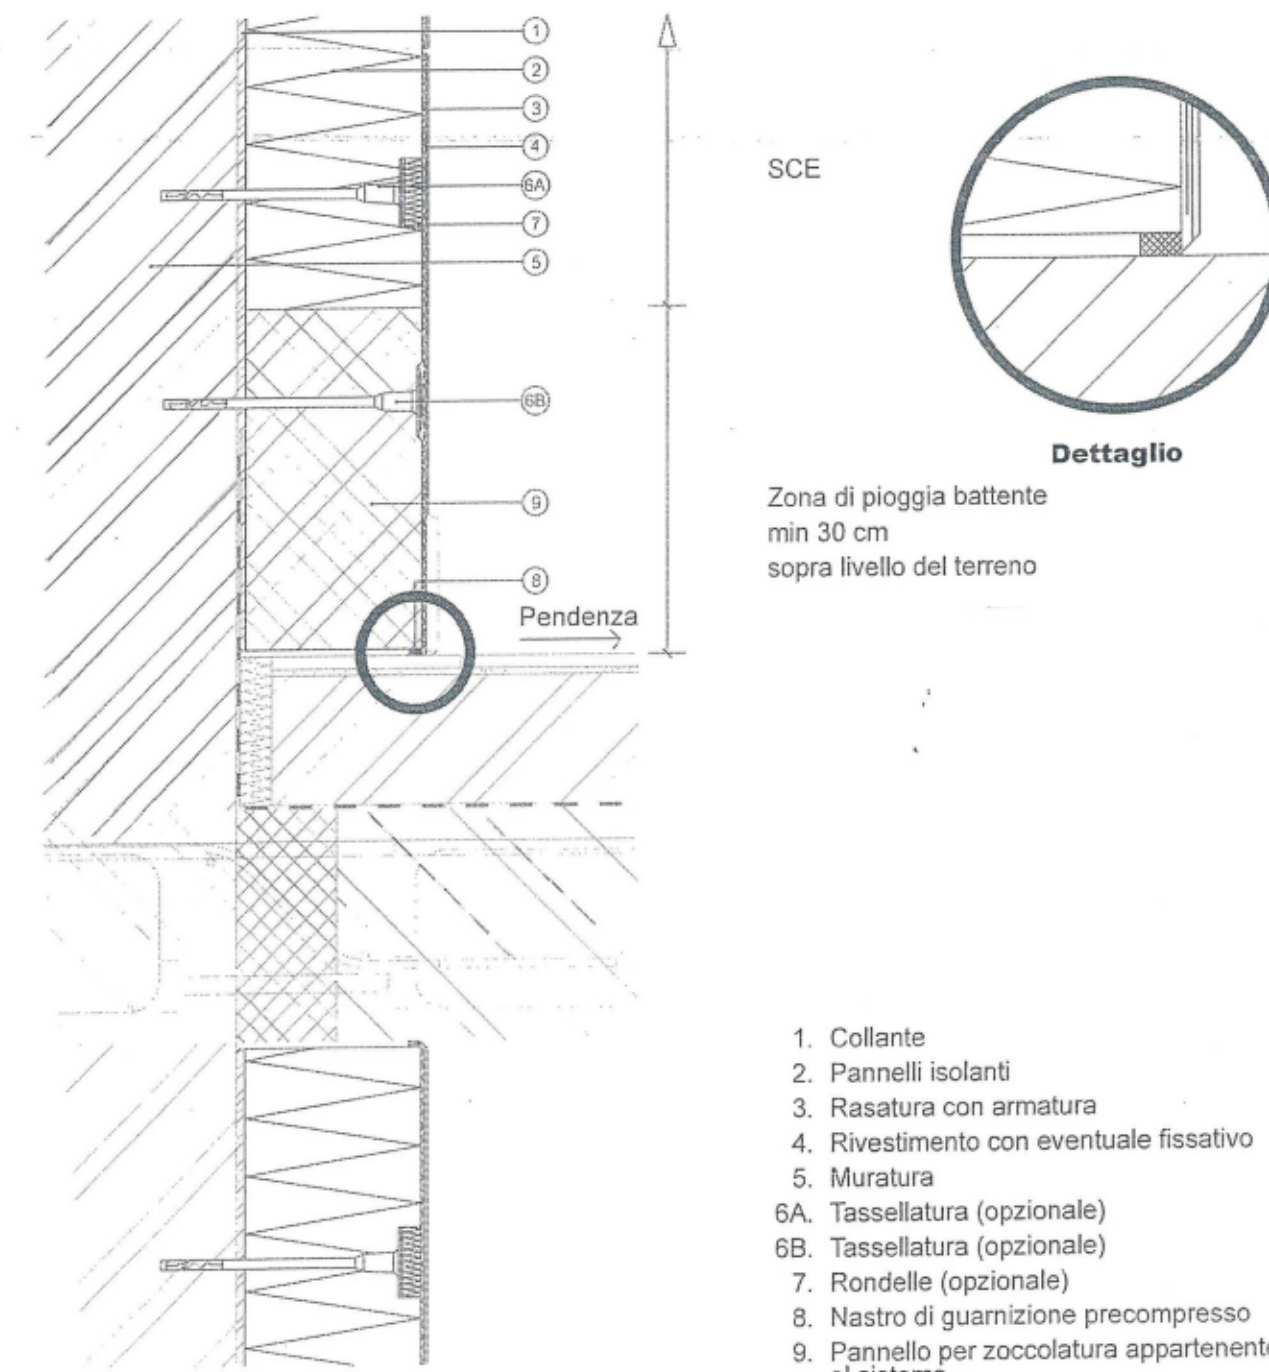 1
2
3
4
6A
7
5
6B
9
8
Pendenza
SCE
Dettaglio
Zona di pioggia battente
min 30 cm
sopra livello del terreno
1. Collante
2. Pannelli isolanti
3. Rasatura con armatura
4. Rivestimento con eventuale fissativo
5. Muratura
6A. Tassellatura (opzionale)
6B. Tassellatura (opzionale)
7. Rondelle (opzionale)
8. Nastro di guarnizione precompresso
9. Pannello per zoccolatura appartenente